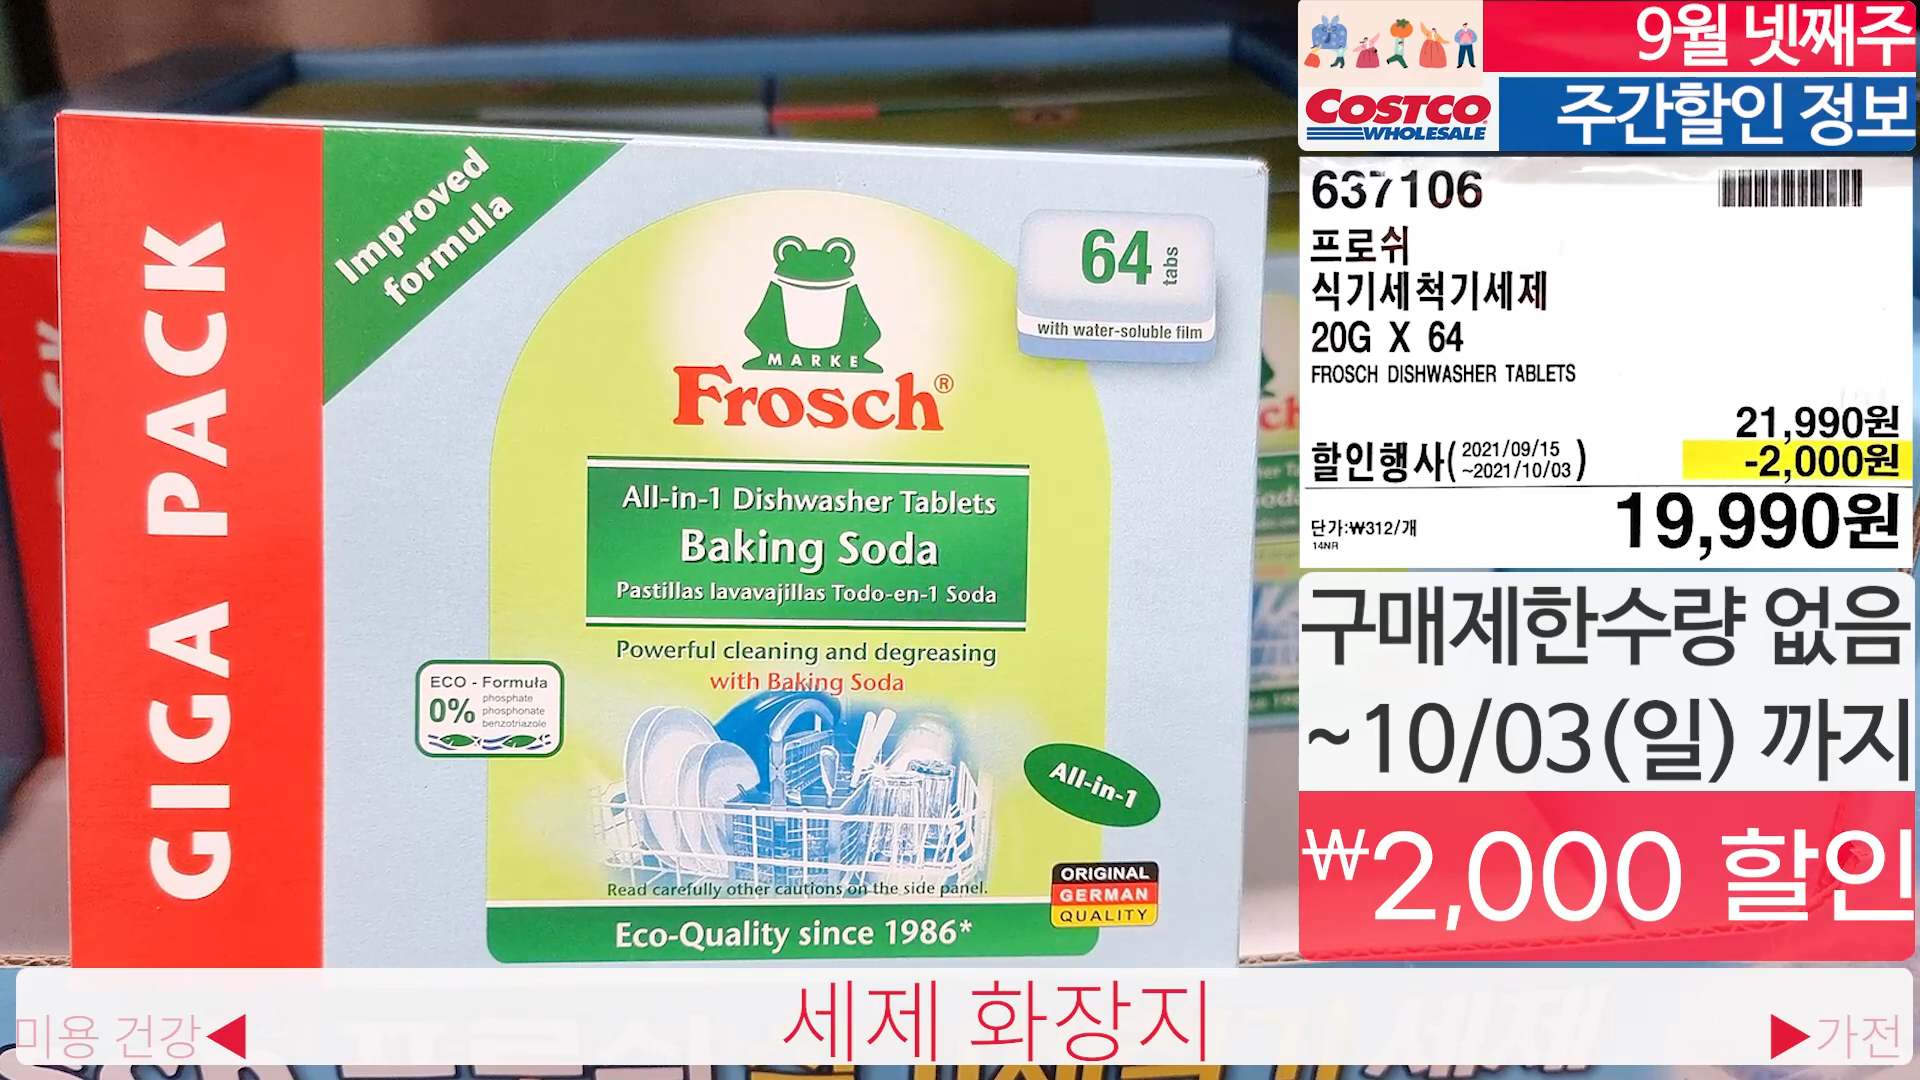 GIGA PACK
Improved
formula
64 tabs
with water-soluble film
MARKE
Frosch®
All-in-1 Dishwasher Tablets
Baking Soda
Pastillas lavavajillas Todo-en-1 Soda
Powerful cleaning and degreasing
with Baking Soda
ECO - Formula
0% phosphate
phosphonate
benzotriazole
All-in-1
ORIGINAL
GERMAN
QUALITY
Read carefully other cautions on the side panel.
Eco-Quality since 1986*
9월 넷째주
COSTCO
WHOLESALE
주간할인 정보
637106
프로쉬
식기세척기세제
20G X 64
FROSCH DISHWASHER TABLETS
21,990원
할인행사( 2021/09/15
~2021/10/03 ) -2,000원
단가:₩312/개
14NR
19,990원
구매제한수량 없음
~10/03(일) 까지
₩2,000 할인
미용 건강◀
세제 화장지
▶가전